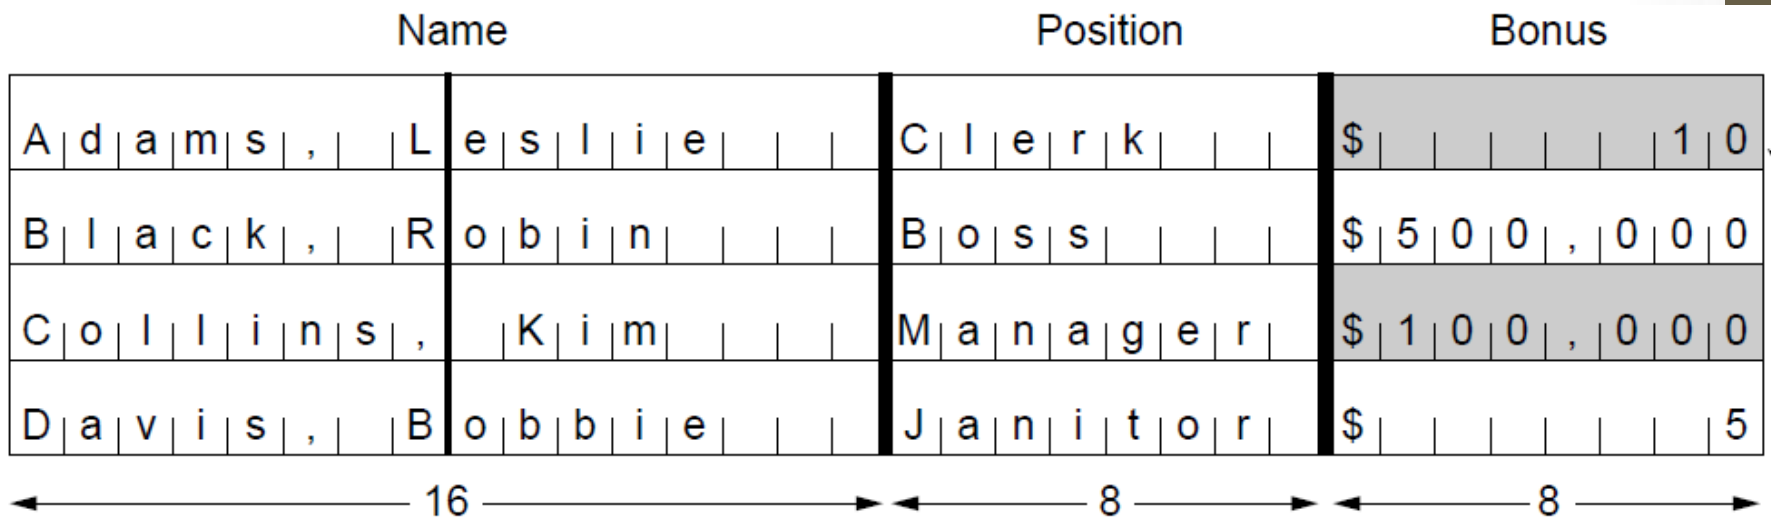 Name Position Bonus
Adams, Leslie Clerk $ 10
Black, Robin Boss $500,000
Collins, Kim Manager $100,000
Davis, Bobbie Janitor $ 5
16 8 8